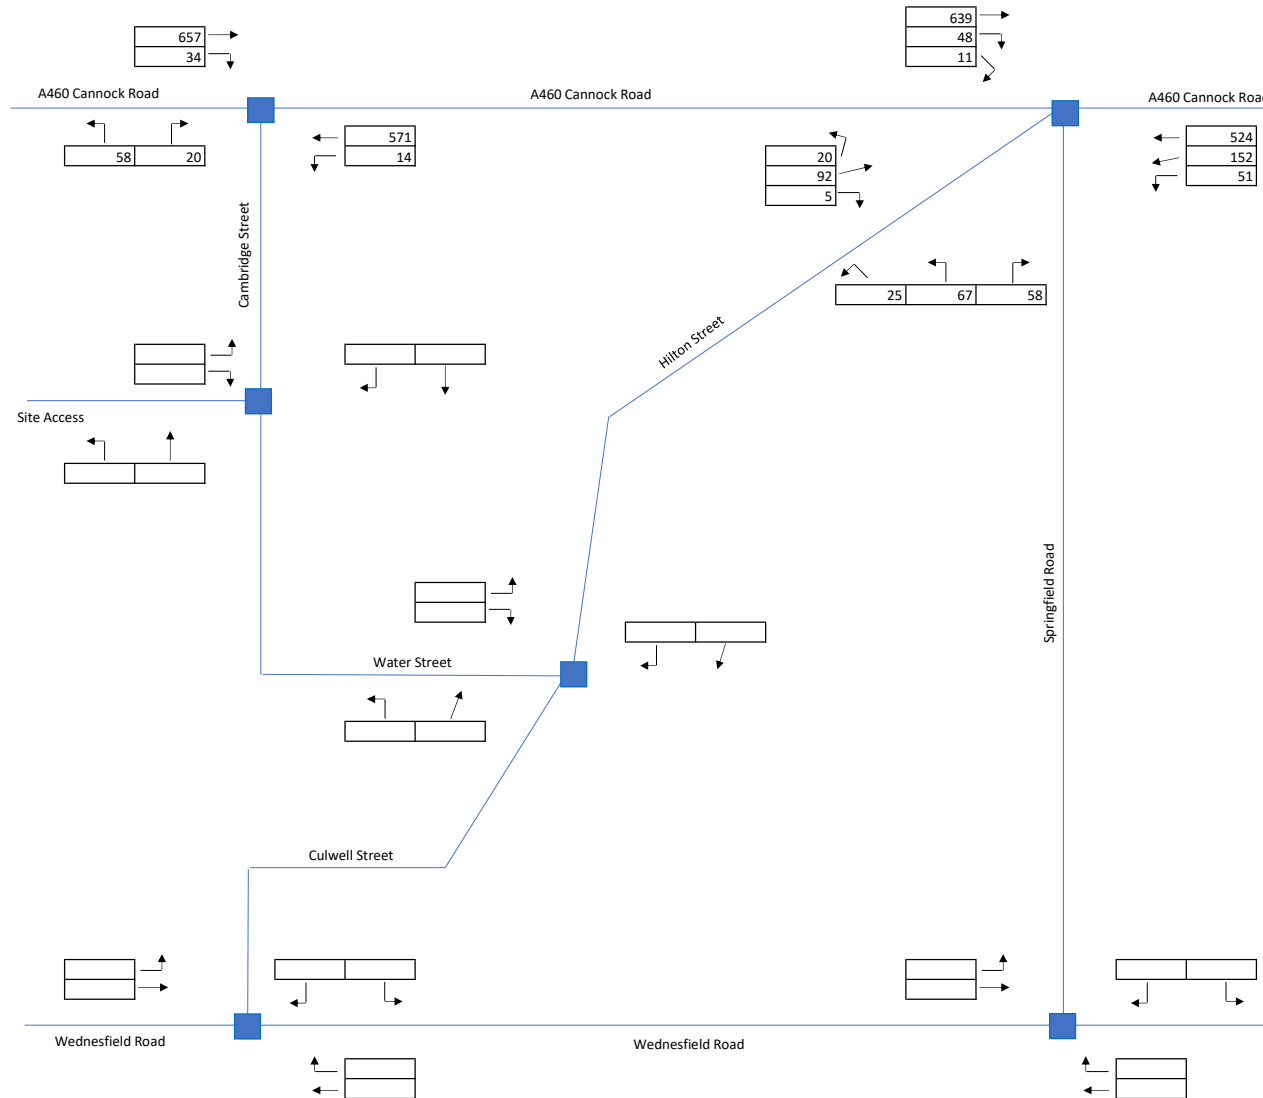 657
34
639
48
11
A460 Cannock Road
A460 Cannock Road
A460 Cannock Road
58 20
571
14
20
92
5
524
152
51
Cambridge Street
25 67 58
Hilton Street
Site Access
Springfield Road
Water Street
Culwell Street
Wednesfield Road
Wednesfield Road